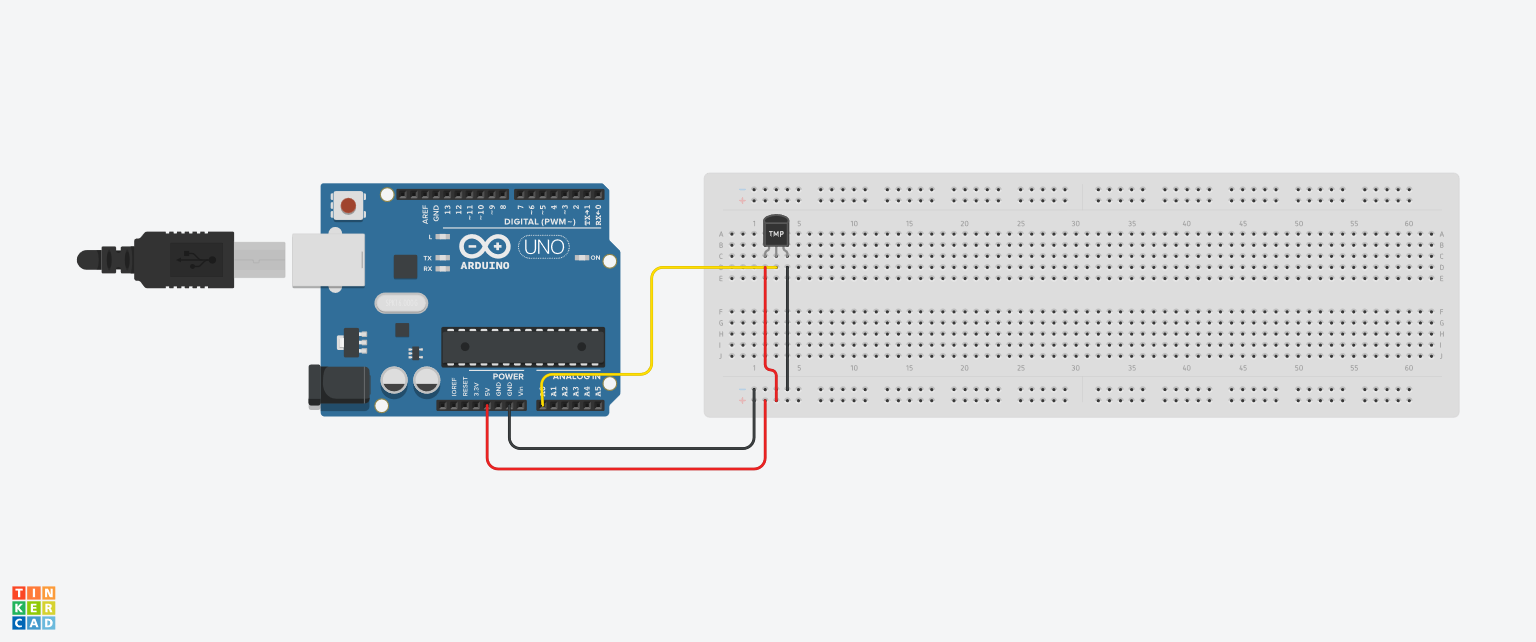 AREF
GND
13
12
~11
~10
~9
8
7
~6
~5
4
~3
2
TX→1
RX←0
DIGITAL (PWM~)
L
TX
RX
ARDUINO
UNO
ON
POWER
ANALOG IN
IOREF
RESET
3.3V
5V
GND
GND
Vin
A0
A1
A2
A3
A4
A5
TMP
− +
1 5 10 15 20 25 30 35 40 45 50 55 60
A A
B B
C C
D D
E E
F F
G G
H H
I I
J J
1 5 10 15 20 25 30 35 40 45 50 55 60
− +
TIN
KER
CAD